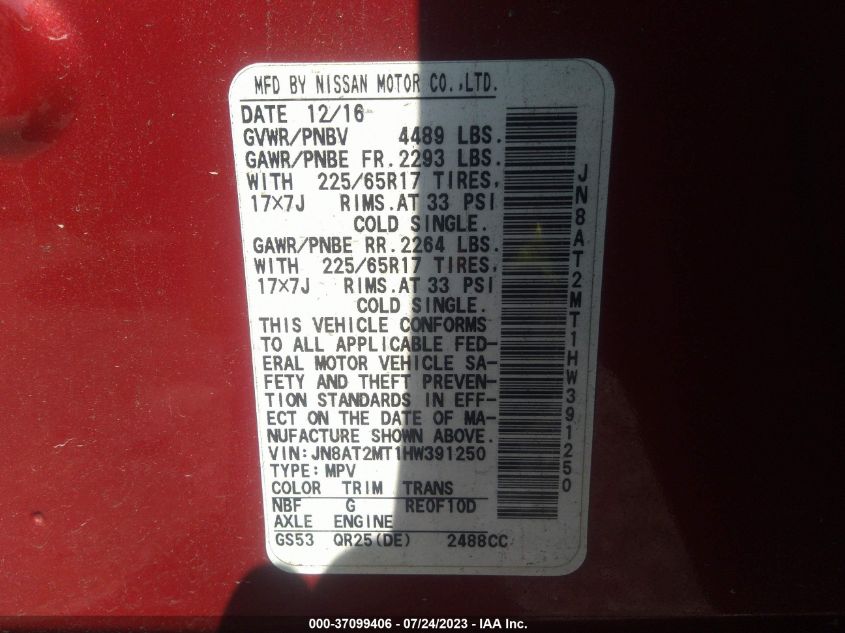 MFD BY NISSAN MOTOR CO.,LTD.
DATE 12/16
GVWR/PNBV 4489 LBS.
GAWR/PNBE FR. 2293 LBS.
WITH 225/65R17 TIRES,
17×7J RIMS. AT 33 PSI
COLD SINGLE.
GAWR/PNBE RR. 2264 LBS.
WITH 225/65R17 TIRES,
17×7J RIMS. AT 33 PSI
COLD SINGLE.
THIS VEHICLE CONFORMS
TO ALL APPLICABLE FED-
ERAL MOTOR VEHICLE SA-
FETY AND THEFT PREVEN-
TION STANDARDS IN EFF-
ECT ON THE DATE OF MA-
NUFACTURE SHOWN ABOVE.
VIN: JN8AT2MT1HW391250
TYPE: MPV
COLOR TRIM TRANS
NBF G RE0F10D
AXLE ENGINE
GS53 QR25(DE) 2488CC
JN8AT2MT1HW391250
000-37099406 - 07/24/2023 - IAA Inc.